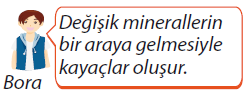 Değişik minerallerin
bir araya gelmesiyle
kayaçlar oluşur.
Bora